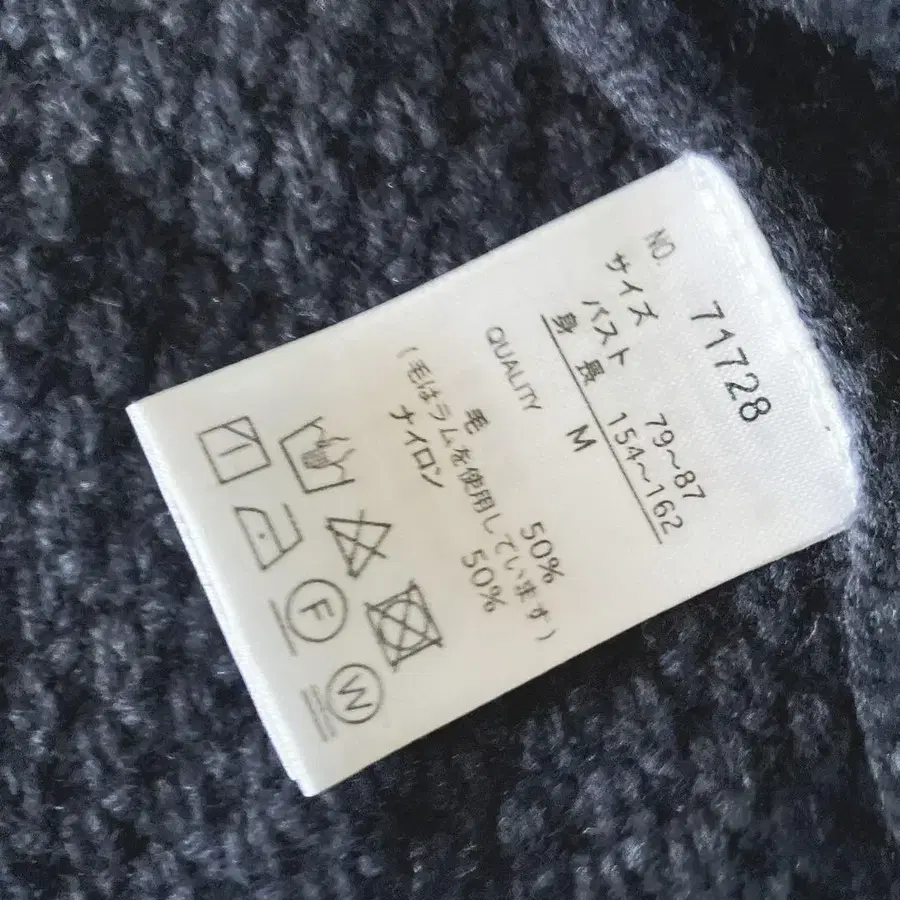 NO. 71728
サイズ
バスト 79～87
身長 154～162
M
QUALITY
毛 50%
(毛はラムを使用しています)
ナイロン 50%
F
W